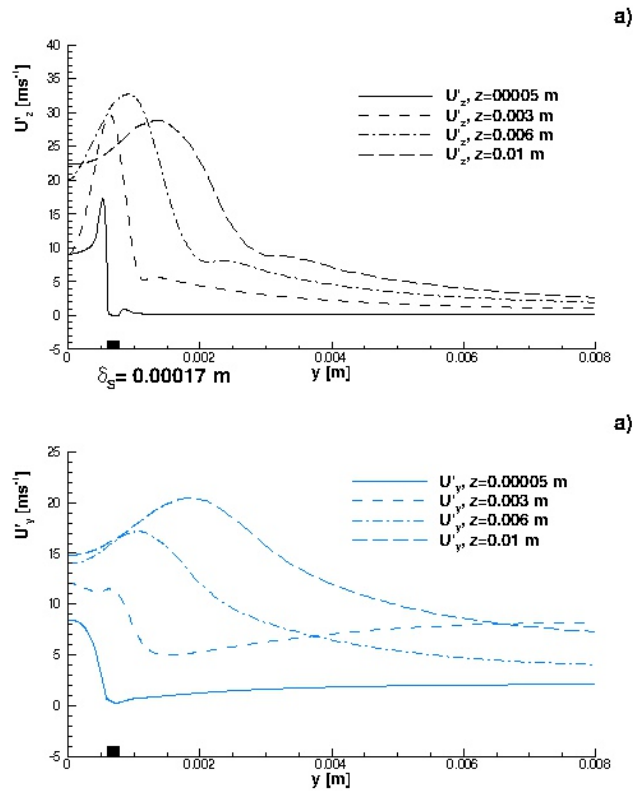 a)
40
35
30
25
20
15
10
5
0
-5
U'z [ms-1]
U'z, z=00005 m
U'z, z=0.003 m
U'z, z=0.006 m
U'z, z=0.01 m
0 0.002 0.004 0.006 0.008
δs= 0.00017 m
y [m]
a)
25
20
15
10
5
0
-5
U'y [ms-1]
U'y, z=0.00005 m
U'y, z=0.003 m
U'y, z=0.006 m
U'y, z=0.01 m
0 0.002 0.004 0.006 0.008
y [m]